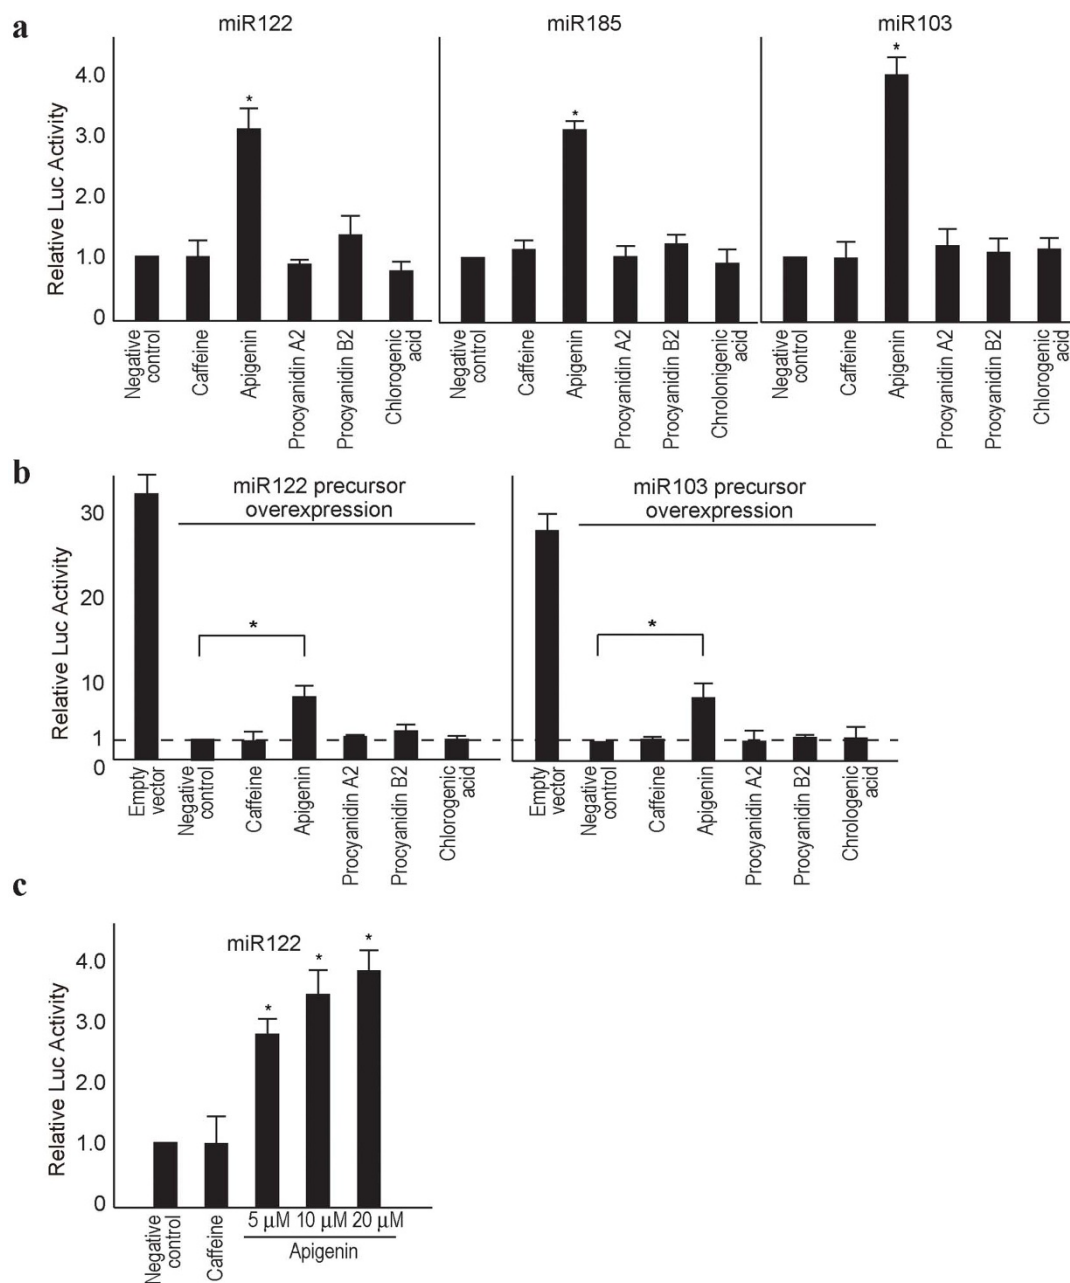 a
miR122
miR185
miR103
Relative Luc Activity
4.0
3.0
2.0
1.0
0
*
*
*
Negative
control
Caffeine
Apigenin
Procyanidin A2
Procyanidin B2
Chlorogenic
acid
Negative
control
Caffeine
Apigenin
Procyanidin A2
Procyanidin B2
Chrolonigenic
acid
Negative
control
Caffeine
Apigenin
Procyanidin A2
Procyanidin B2
Chlorogenic
acid
b
Relative Luc Activity
30
20
10
1
0
miR122 precursor
overexpression
*
Empty
vector
Negative
control
Caffeine
Apigenin
Procyanidin A2
Procyanidin B2
Chlorogenic
acid
miR103 precursor
overexpression
*
Empty
vector
Negative
control
Caffeine
Apigenin
Procyanidin A2
Procyanidin B2
Chrologenic
acid
c
miR122
Relative Luc Activity
4.0
3.0
2.0
1.0
0
*
*
*
Negative
control
Caffeine
5 μM 10 μM 20 μM
Apigenin